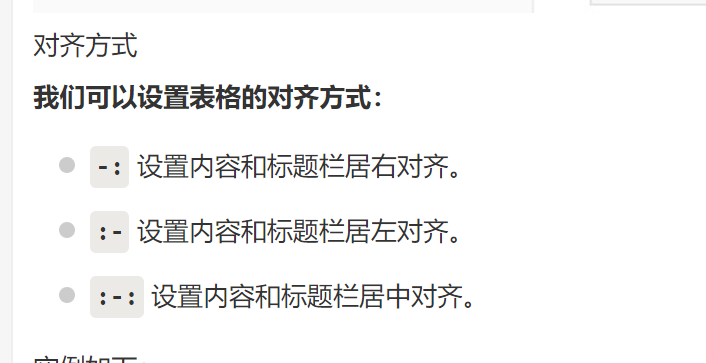 对齐方式
我们可以设置表格的对齐方式：
-: 设置内容和标题栏居右对齐。
:- 设置内容和标题栏居左对齐。
:-: 设置内容和标题栏居中对齐。